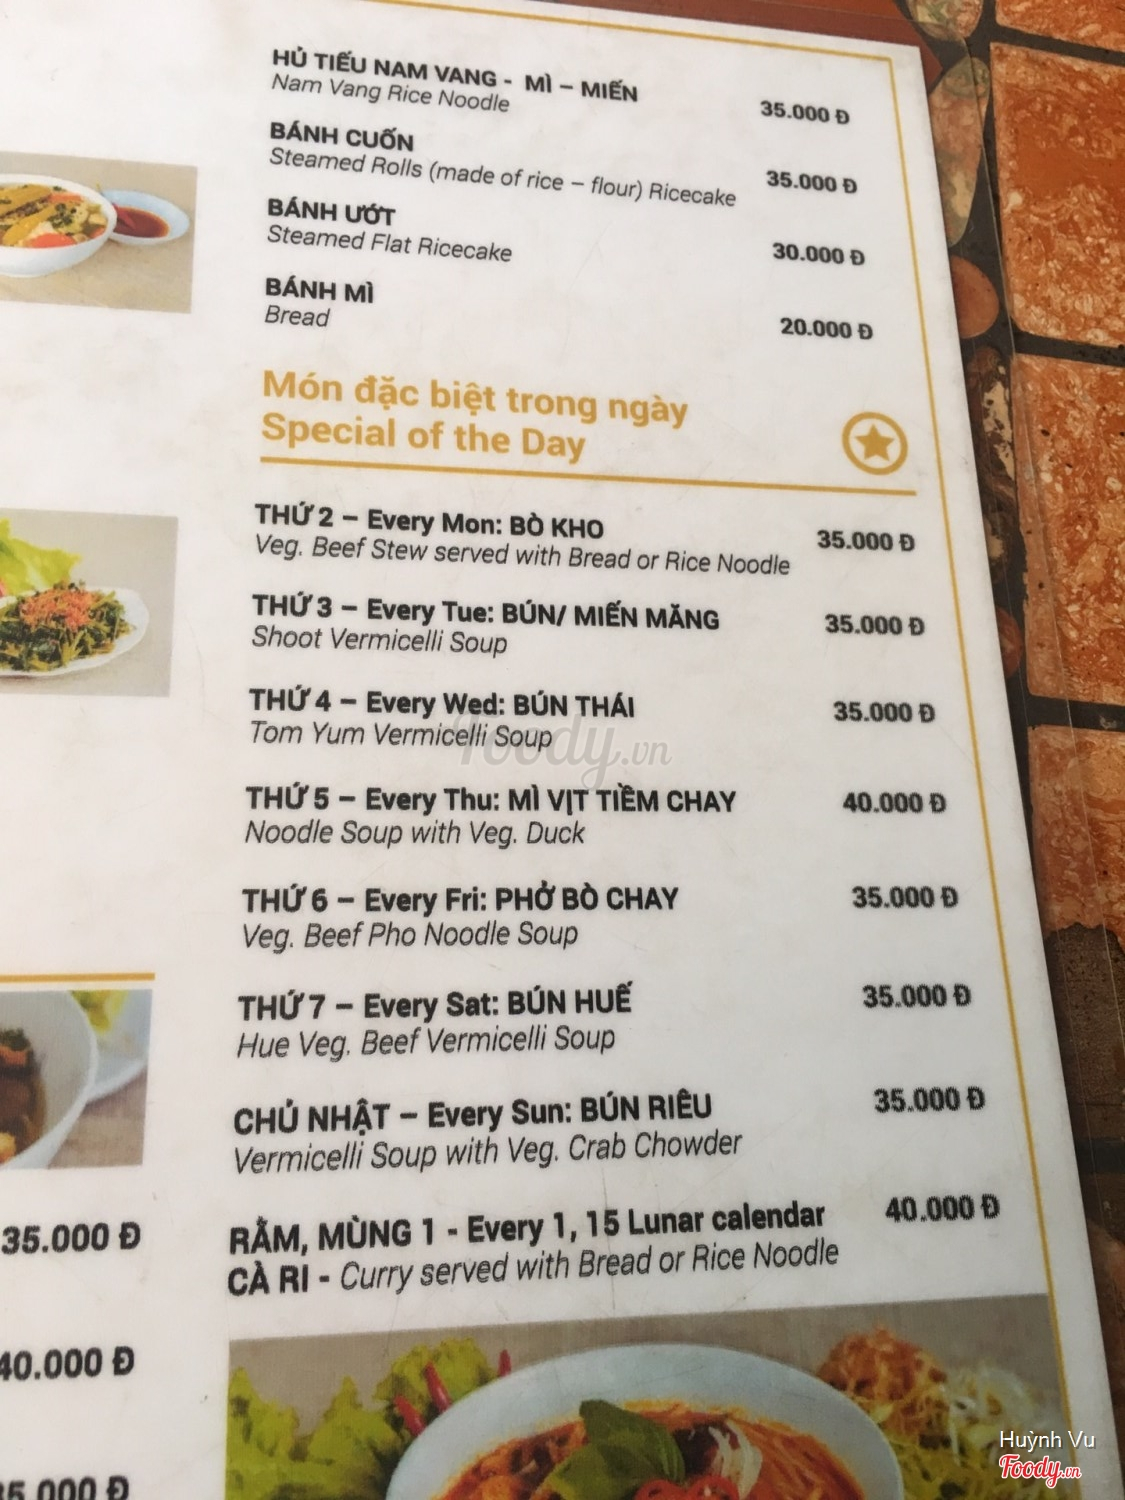 HỦ TIẾU NAM VANG - MÌ – MIẾN
Nam Vang Rice Noodle
35.000 Đ
BÁNH CUỐN
Steamed Rolls (made of rice – flour) Ricecake
35.000 Đ
BÁNH ƯỚT
Steamed Flat Ricecake
30.000 Đ
BÁNH MÌ
Bread
20.000 Đ
Món đặc biệt trong ngày
Special of the Day
THỨ 2 – Every Mon: BÒ KHO
Veg. Beef Stew served with Bread or Rice Noodle
35.000 Đ
THỨ 3 – Every Tue: BÚN/ MIẾN MĂNG
Shoot Vermicelli Soup
35.000 Đ
THỨ 4 – Every Wed: BÚN THÁI
Tom Yum Vermicelli Soup
35.000 Đ
Foody.vn
THỨ 5 – Every Thu: MÌ VỊT TIỀM CHAY
Noodle Soup with Veg. Duck
40.000 Đ
THỨ 6 – Every Fri: PHỞ BÒ CHAY
Veg. Beef Pho Noodle Soup
35.000 Đ
THỨ 7 – Every Sat: BÚN HUẾ
Hue Veg. Beef Vermicelli Soup
35.000 Đ
CHỦ NHẬT – Every Sun: BÚN RIÊU
Vermicelli Soup with Veg. Crab Chowder
35.000 Đ
RẰM, MÙNG 1 - Every 1, 15 Lunar calendar
CÀ RI - Curry served with Bread or Rice Noodle
40.000 Đ
35.000 Đ
40.000 Đ
35.000 Đ
Huỳnh Vu
Foody.vn